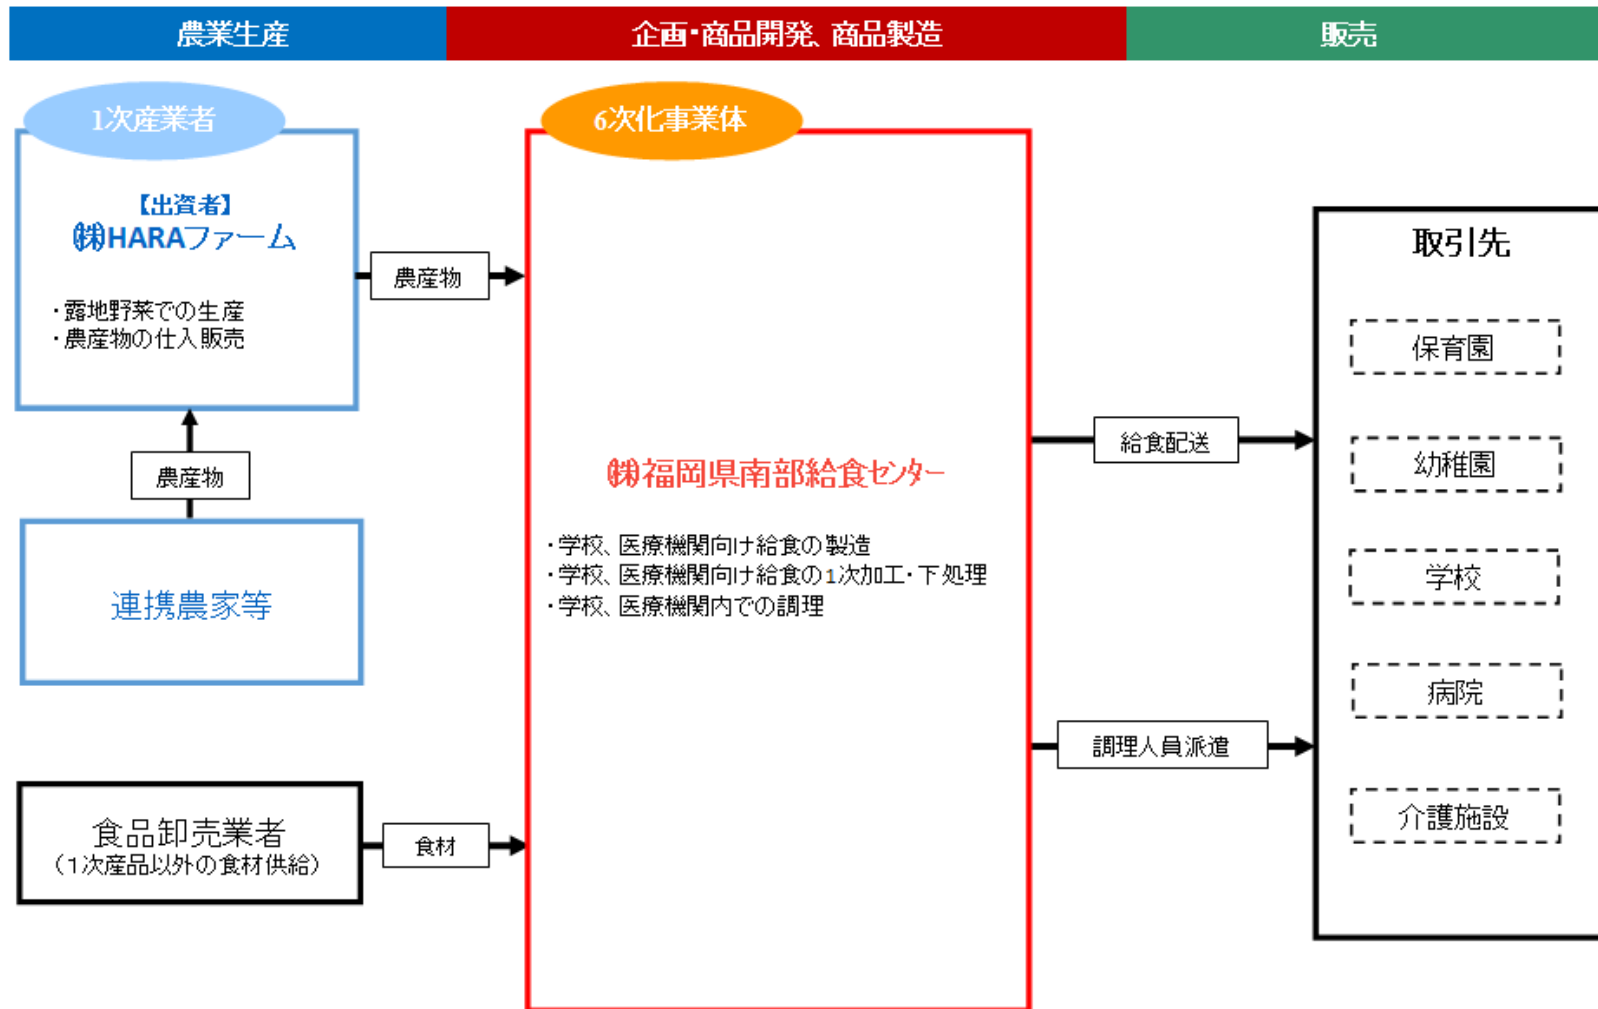 農業生産
企画・商品開発、商品製造
販売
1次産業者
6次化事業体
【出資者】
㈱HARAファーム
・露地野菜での生産
・農産物の仕入販売
農産物
農産物
連携農家等
食品卸売業者
（1次産品以外の食材供給）
食材
㈱福岡県南部給食センター
・学校、医療機関向け給食の製造
・学校、医療機関向け給食の1次加工・下処理
・学校、医療機関内での調理
給食配送
調理人員派遣
取引先
保育園
幼稚園
学校
病院
介護施設